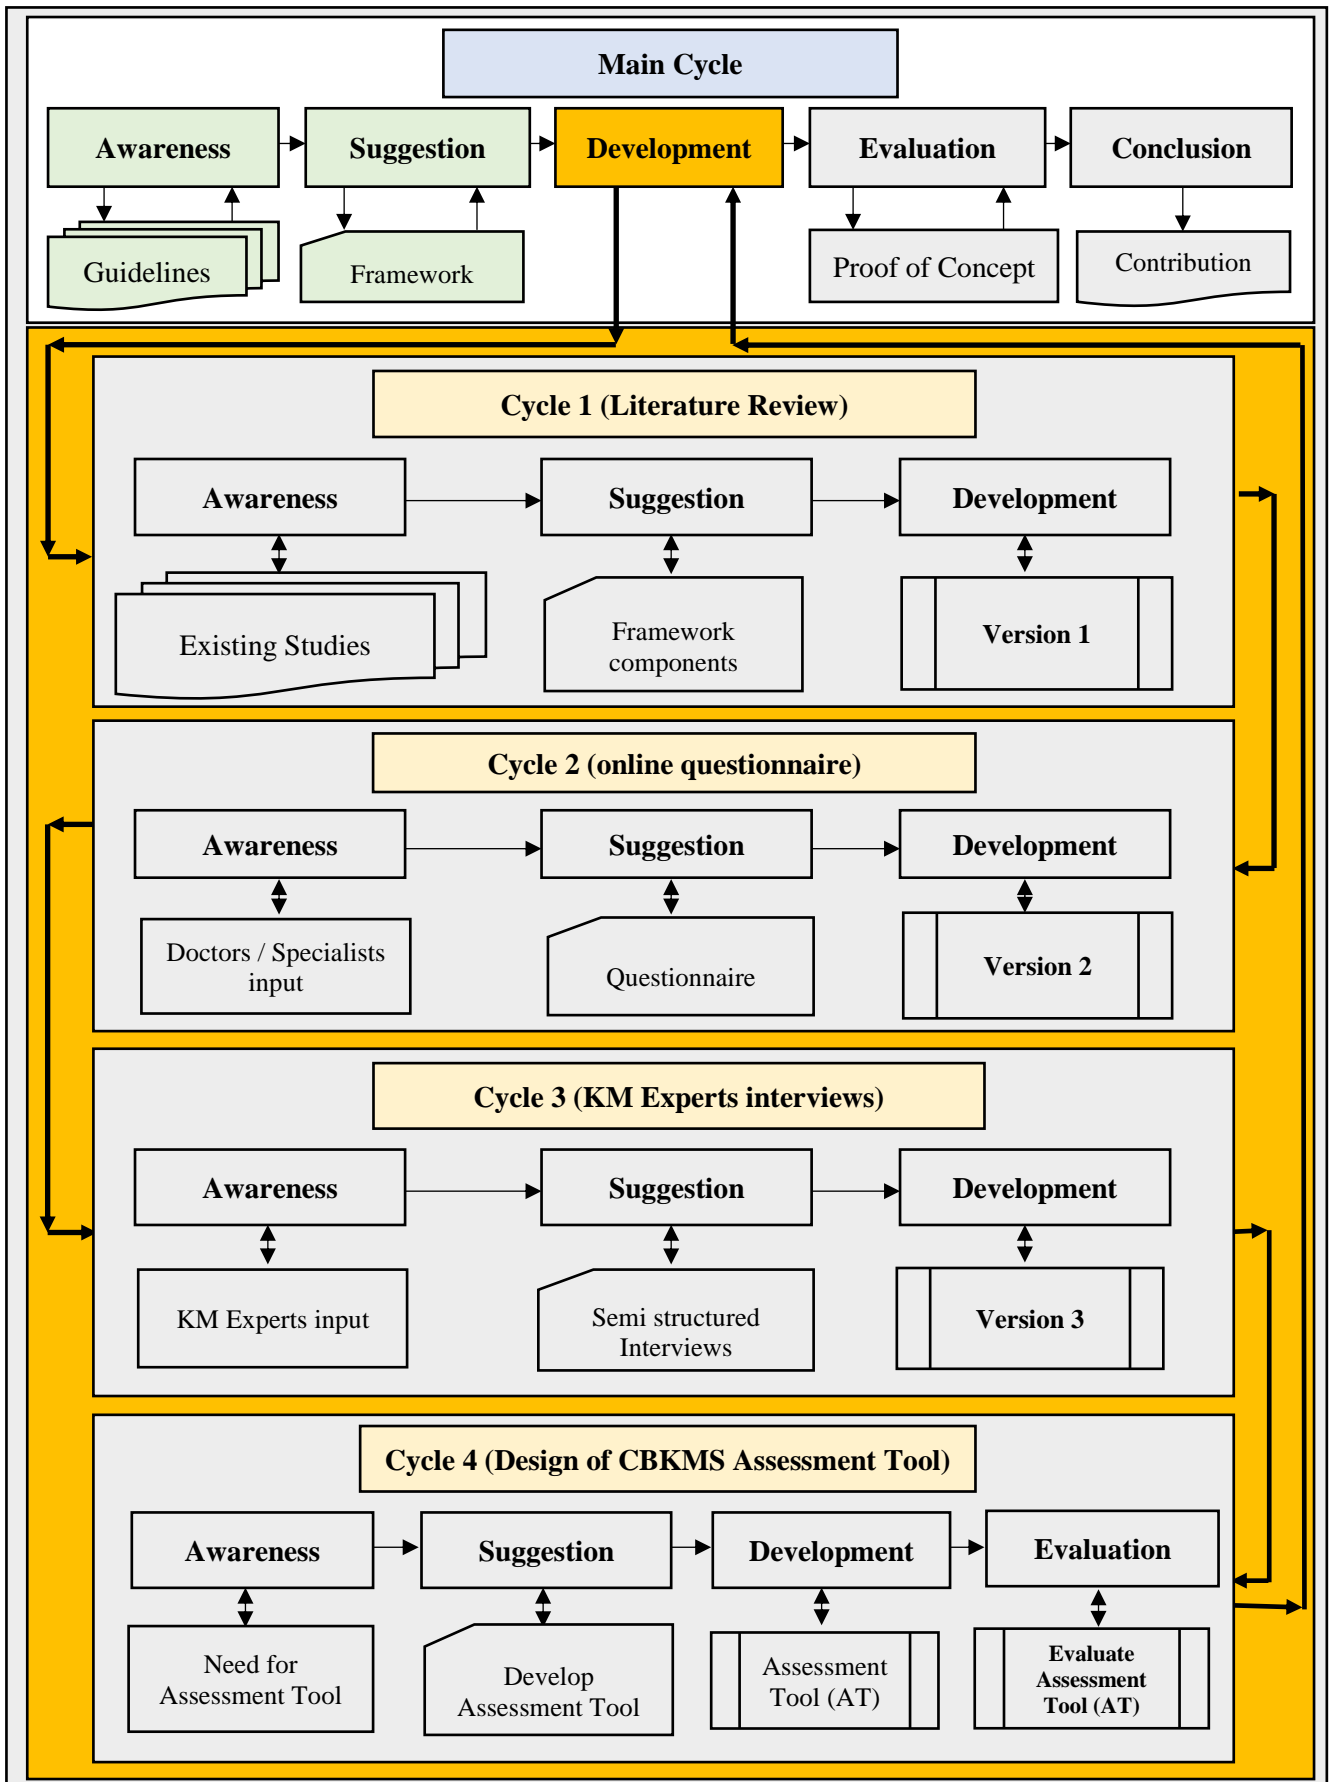 Main Cycle
Awareness
Suggestion
Development
Evaluation
Conclusion
Guidelines
Framework
Proof of Concept
Contribution
Cycle 1 (Literature Review)
Awareness
Suggestion
Development
Existing Studies
Framework
components
Version 1
Cycle 2 (online questionnaire)
Awareness
Suggestion
Development
Doctors / Specialists
input
Questionnaire
Version 2
Cycle 3 (KM Experts interviews)
Awareness
Suggestion
Development
KM Experts input
Semi structured
Interviews
Version 3
Cycle 4 (Design of CBKMS Assessment Tool)
Awareness
Suggestion
Development
Evaluation
Need for
Assessment Tool
Develop
Assessment Tool
Assessment
Tool (AT)
Evaluate
Assessment
Tool (AT)